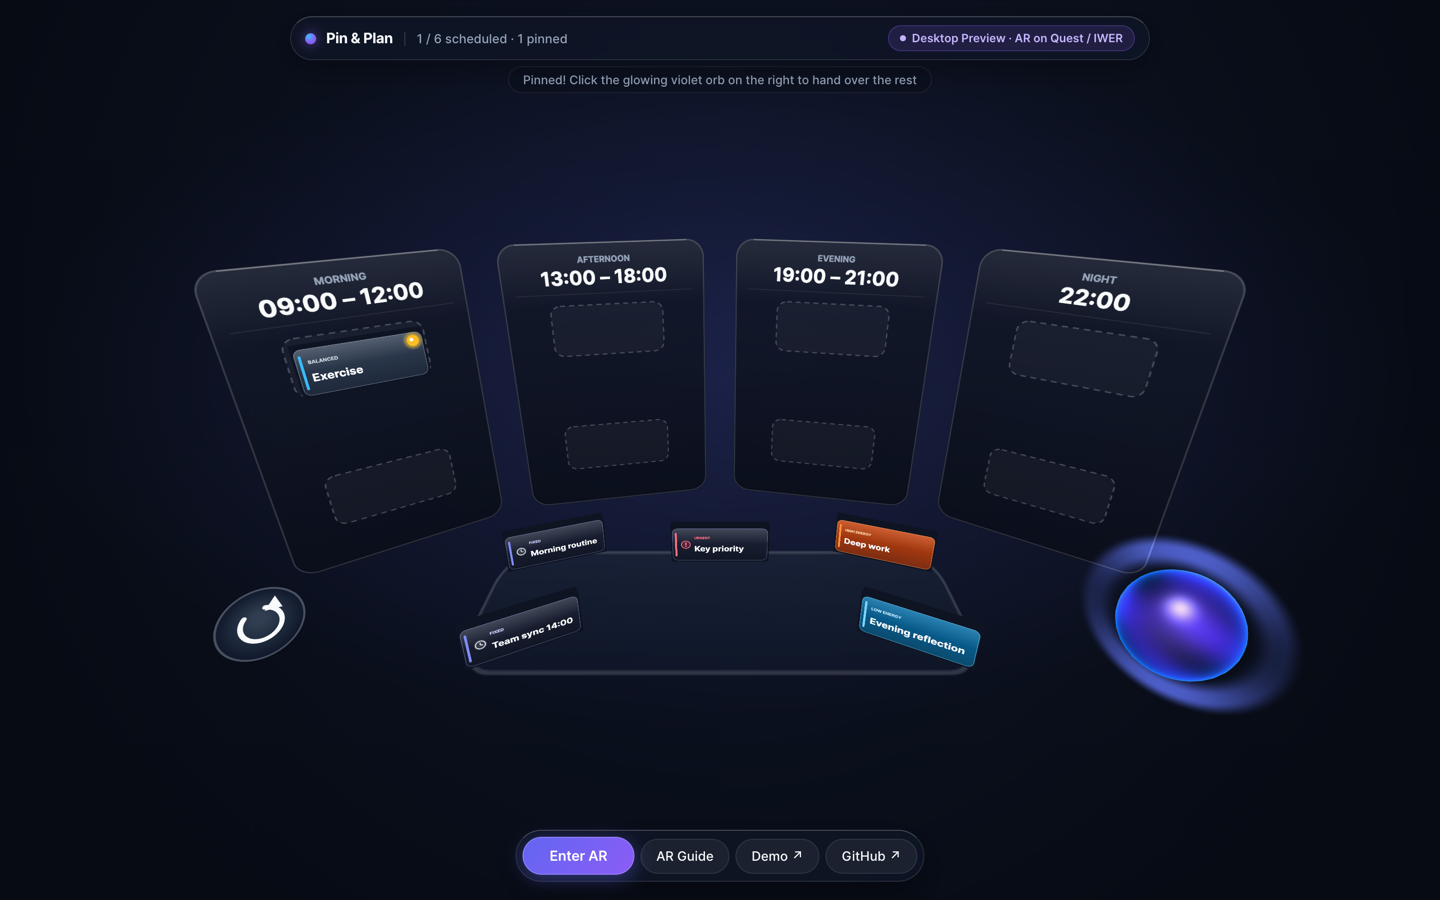 Pin & Plan
1 / 6 scheduled · 1 pinned
Desktop Preview · AR on Quest / IWER
Pinned! Click the glowing violet orb on the right to hand over the rest
MORNING
09:00 – 12:00
BALANCED
Exercise
AFTERNOON
13:00 – 18:00
EVENING
19:00 – 21:00
NIGHT
22:00
FIXED
Morning routine
URGENT
Key priority
HIGH ENERGY
Deep work
FIXED
Team sync 14:00
LOW ENERGY
Evening reflection
Enter AR
AR Guide
Demo ↗
GitHub ↗